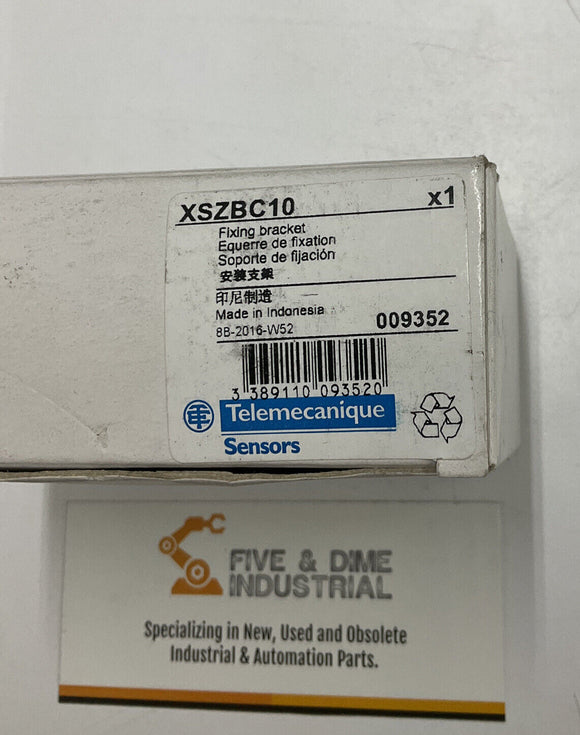 XSZBC10 x1
Fixing bracket
Equerre de fixation
Soporte de fijación
安装支架
印尼制造
Made in Indonesia
8B-2016-W52 009352
3 389110 093520
Telemecanique
Sensors
FIVE & DIME
INDUSTRIAL
Specializing in New, Used and Obsolete
Industrial & Automation Parts.